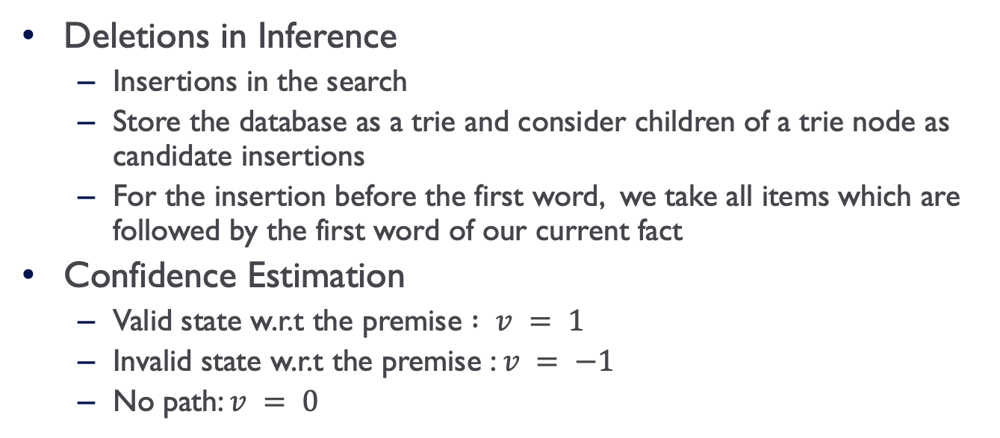 • Deletions in Inference
– Insertions in the search
– Store the database as a trie and consider children of a trie node as
candidate insertions
– For the insertion before the first word, we take all items which are
followed by the first word of our current fact
• Confidence Estimation
– Valid state w.r.t the premise : 𝑣 = 1
– Invalid state w.r.t the premise : 𝑣 = −1
– No path: 𝑣 = 0